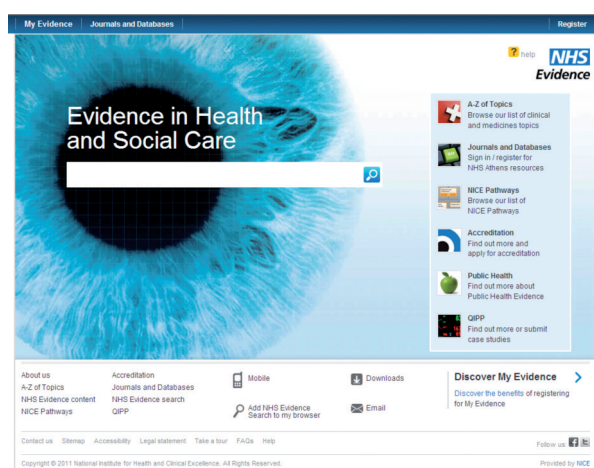 My Evidence
Journals and Databases
Register
? help
NHS
Evidence
Evidence in Health
and Social Care
A-Z of Topics
Browse our list of clinical
and medicines topics
Journals and Databases
Sign in / register for
NHS Athens resources
NICE Pathways
Browse our list of
NICE Pathways
Accreditation
Find out more and
apply for accreditation
Public Health
Find out more about
Public Health Evidence
QIPP
Find out more or submit
case studies
About us
A-Z of Topics
NHS Evidence content
NICE Pathways
Accreditation
Journals and Databases
NHS Evidence search
QIPP
Mobile
Add NHS Evidence
Search to my browser
Downloads
Email
Discover My Evidence
Discover the benefits of registering
for My Evidence
Contact us Sitemap Accessibility Legal statement Take a tour FAQs Help
Follow us:
Copyright © 2011 National Institute for Health and Clinical Excellence. All Rights Reserved.
Provided by NICE